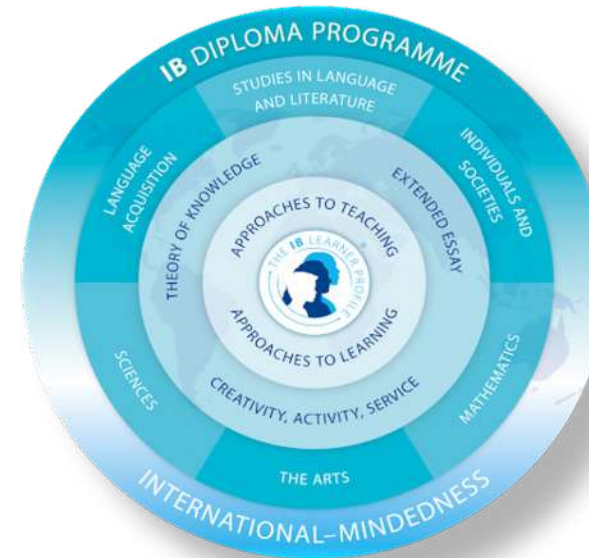 IB DIPLOMA PROGRAMME
STUDIES IN LANGUAGE
AND LITERATURE
LANGUAGE
ACQUISITION
INDIVIDUALS AND
SOCIETIES
THEORY OF KNOWLEDGE
EXTENDED ESSAY
APPROACHES TO TEACHING
THE IB LEARNER PROFILE
®
APPROACHES TO LEARNING
CREATIVITY, ACTIVITY, SERVICE
SCIENCES
MATHEMATICS
THE ARTS
INTERNATIONAL–MINDEDNESS